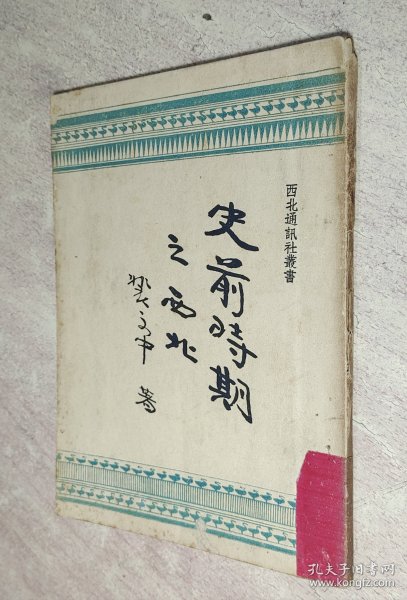 西北通訊社叢書
史前時期
之西北
裴文中 著
孔夫子旧书网
www.kongfz.com